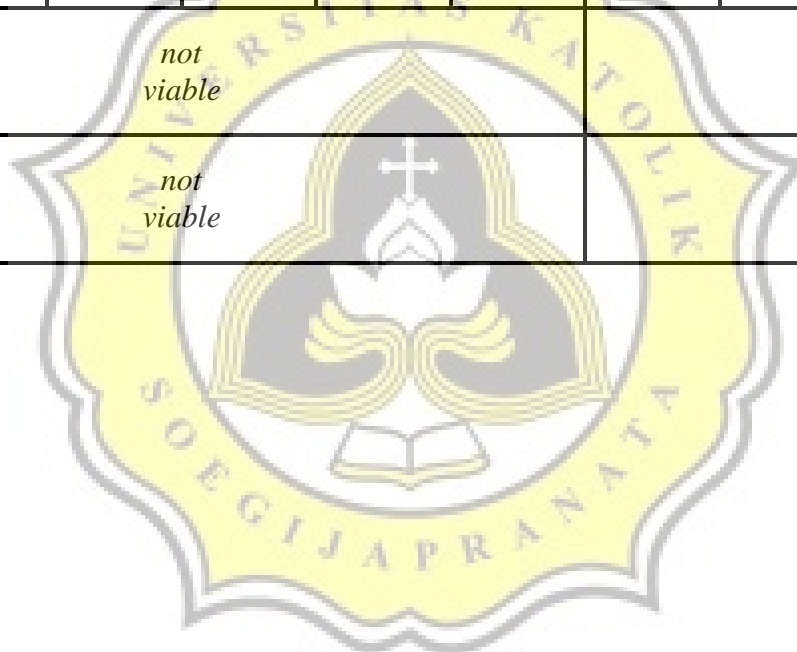 UNIVERSITAS KATOLIK
not
viable
not
viable
SOEGIJAPRANATA